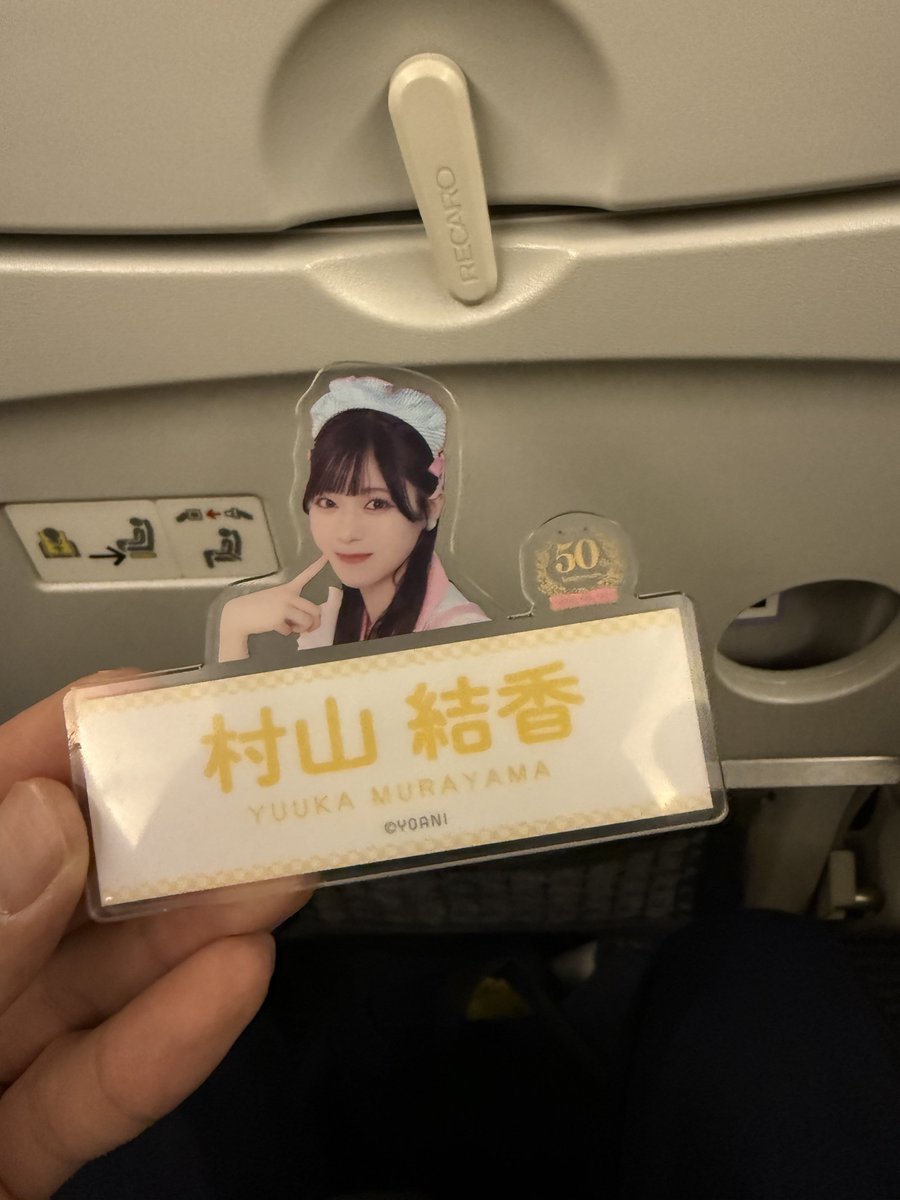 RECARO
50
村山 結香
YUUKA MURAYAMA
©YOANI